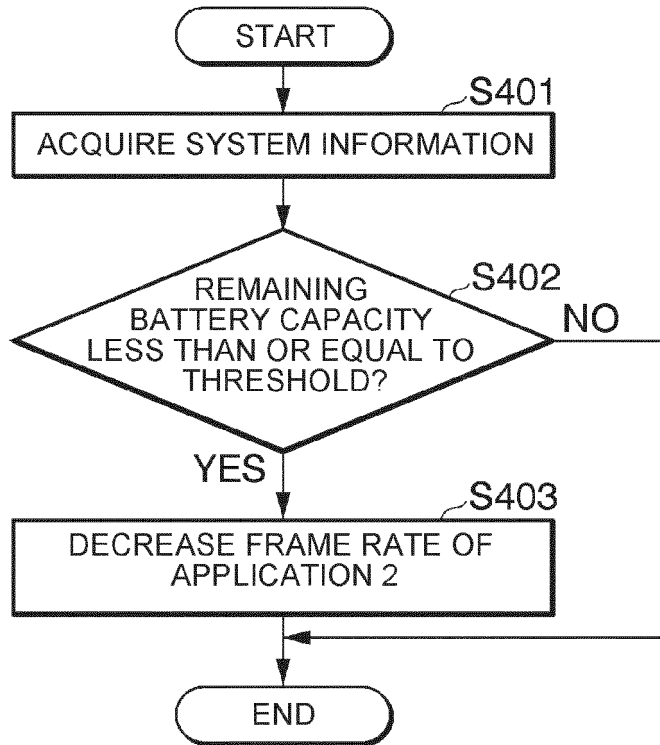 START
S401
ACQUIRE SYSTEM INFORMATION
S402
REMAINING
BATTERY CAPACITY
LESS THAN OR EQUAL TO
THRESHOLD?
NO
YES
S403
DECREASE FRAME RATE OF
APPLICATION 2
END